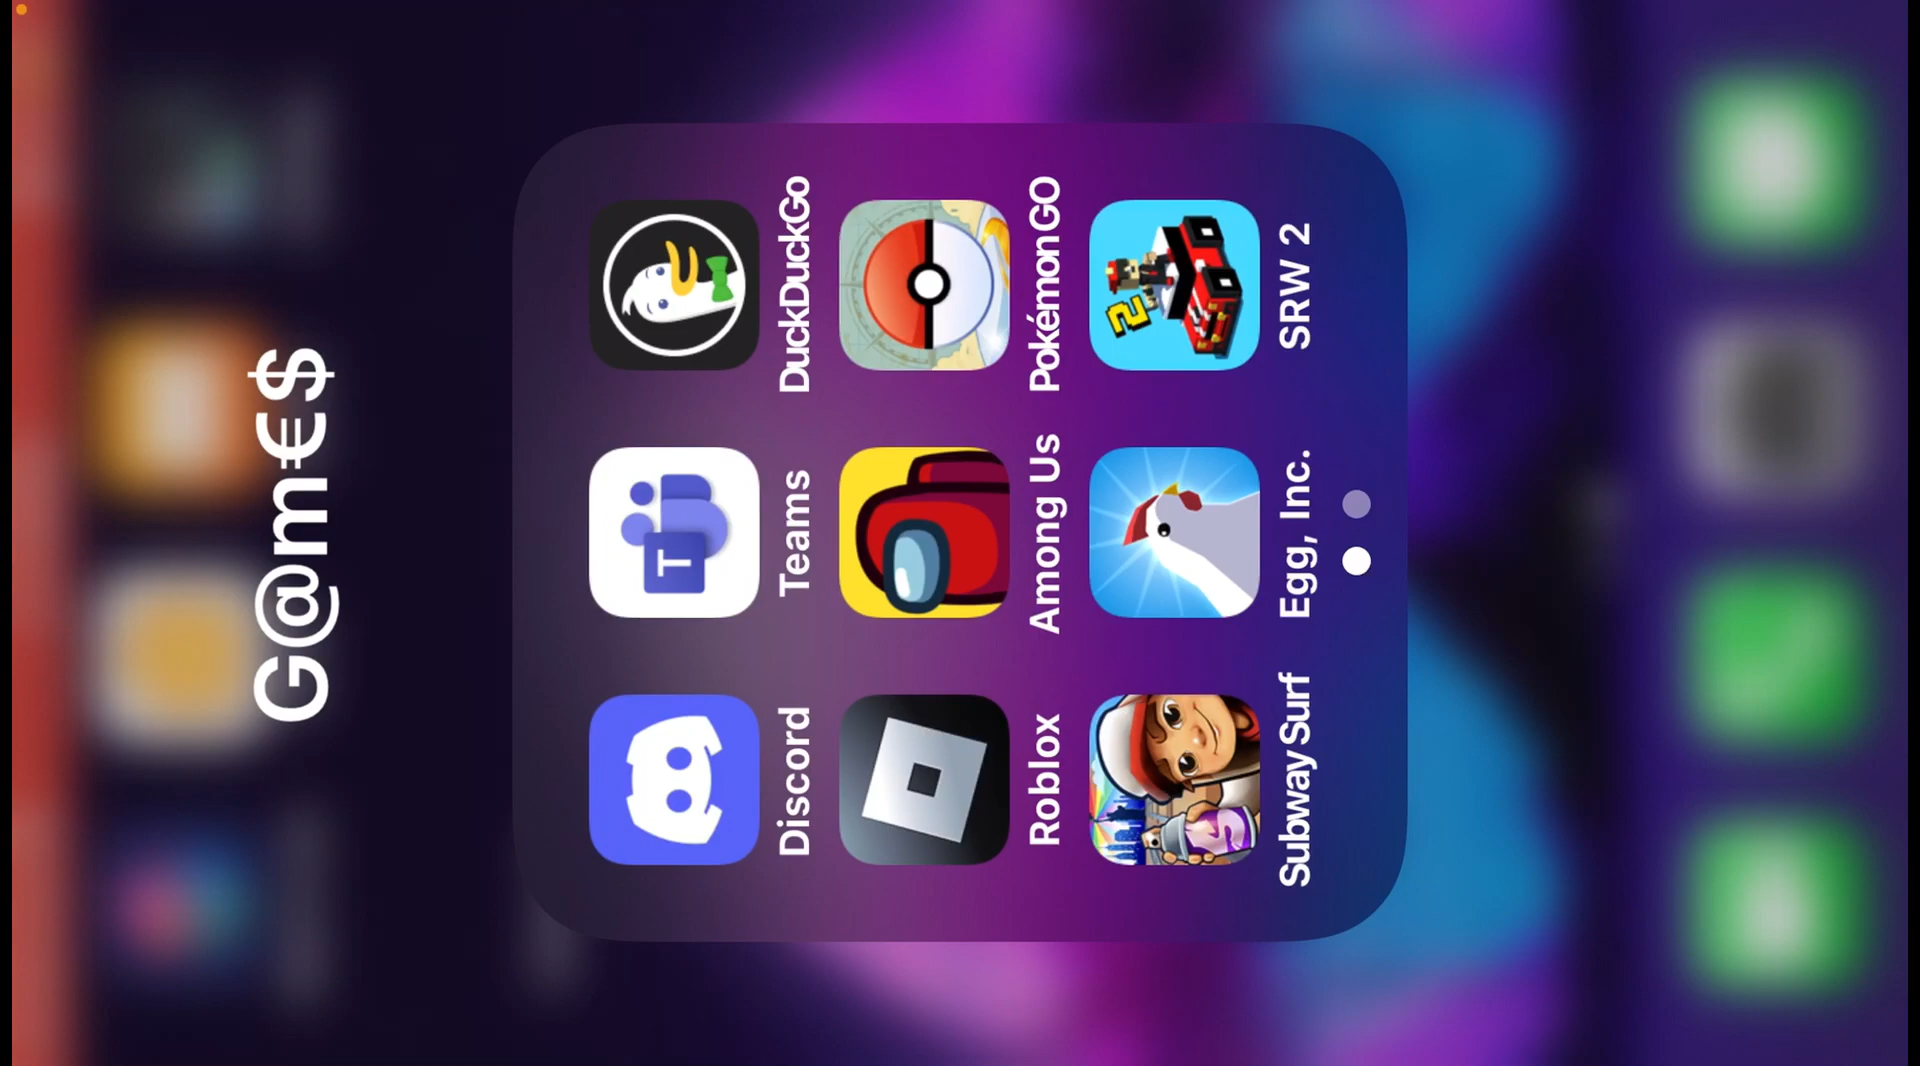 G@m€$
Discord Teams DuckDuckGo
Roblox Among Us Pokémon GO
Subway Surf Egg, Inc. SRW 2